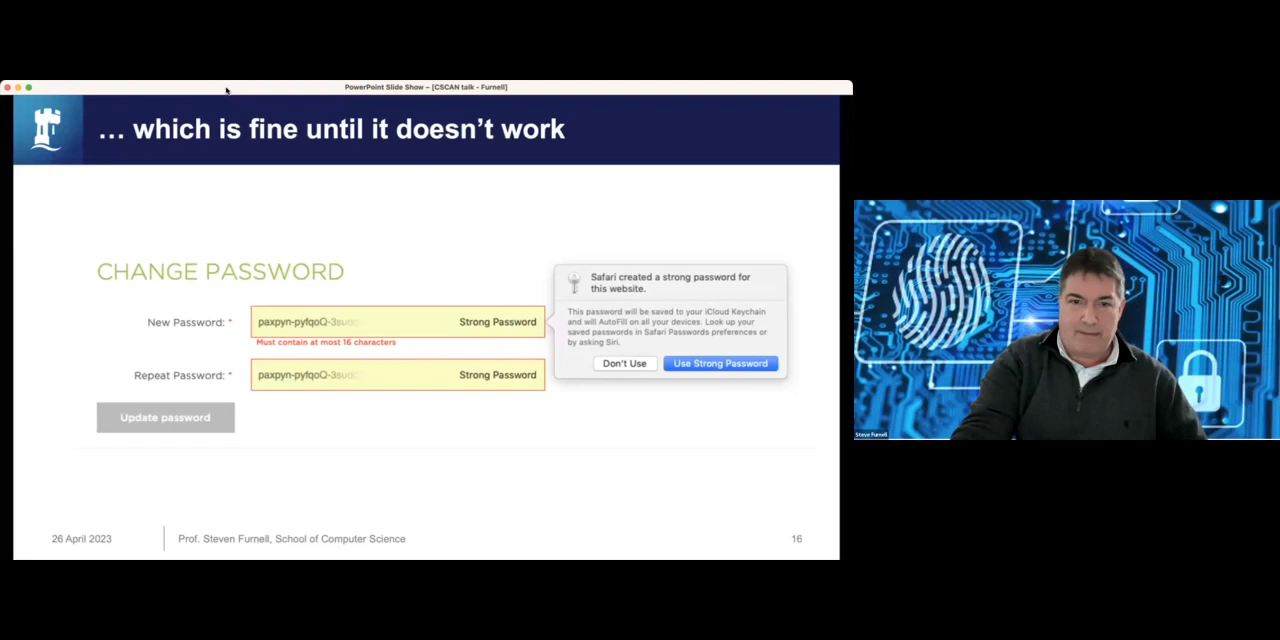 PowerPoint Slide Show – [CSCAN talk - Furnell]
… which is fine until it doesn't work
CHANGE PASSWORD
New Password: *
paxpyn-pyfqoQ-3sudc
Strong Password
Must contain at most 16 characters
Repeat Password: *
paxpyn-pyfqoQ-3sudc
Strong Password
Update password
Safari created a strong password for
this website.
This password will be saved to your iCloud Keychain
and will AutoFill on all your devices. Look up your
saved passwords in Safari Passwords preferences or
by asking Siri.
Don't Use
Use Strong Password
26 April 2023
Prof. Steven Furnell, School of Computer Science
16
Steve Furnell